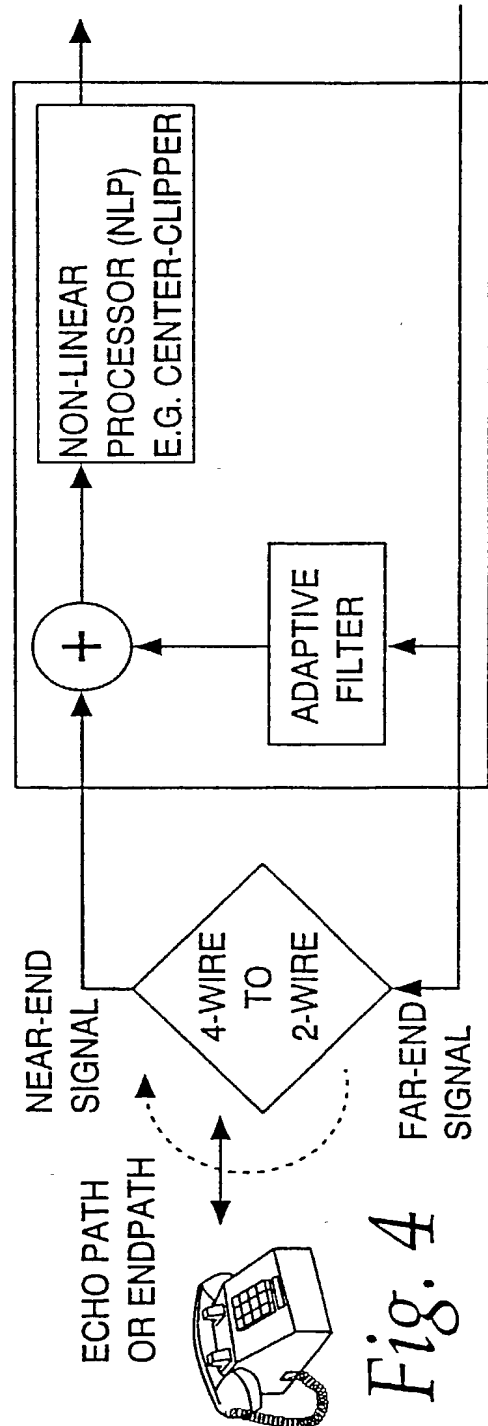 ECHO PATH
OR ENDPATH
NEAR-END
SIGNAL
4-WIRE
TO
2-WIRE
FAR-END
SIGNAL
+
ADAPTIVE
FILTER
NON-LINEAR
PROCESSOR (NLP)
E.G. CENTER-CLIPPER
Fig. 4